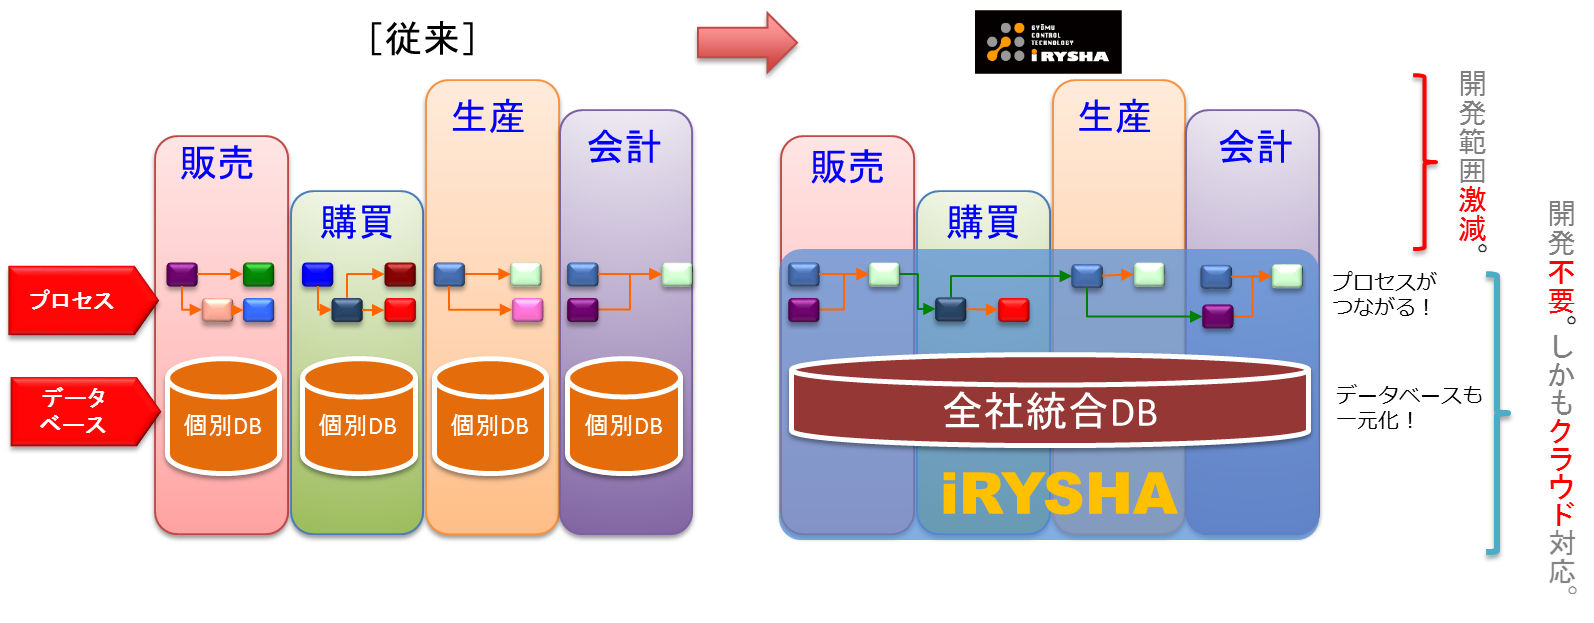 ［従来］
GYŌMU
CONTROL
TECHNOLOGY
iRYSHA
販売
購買
生産
会計
プロセス
データ
ベース
個別DB
個別DB
個別DB
個別DB
販売
購買
生産
会計
全社統合DB
iRYSHA
プロセスが
つながる！
データベースも
一元化！
開発範囲激減。
開発不要。しかもクラウド対応。